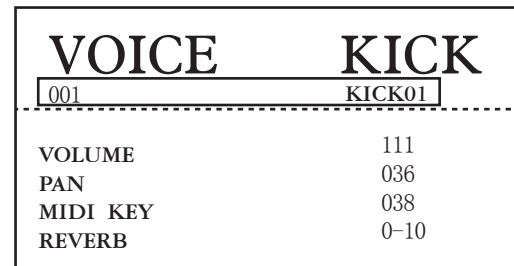 VOICE KICK
001 KICK01
VOLUME 111
PAN 036
MIDI KEY 038
REVERB 0-10